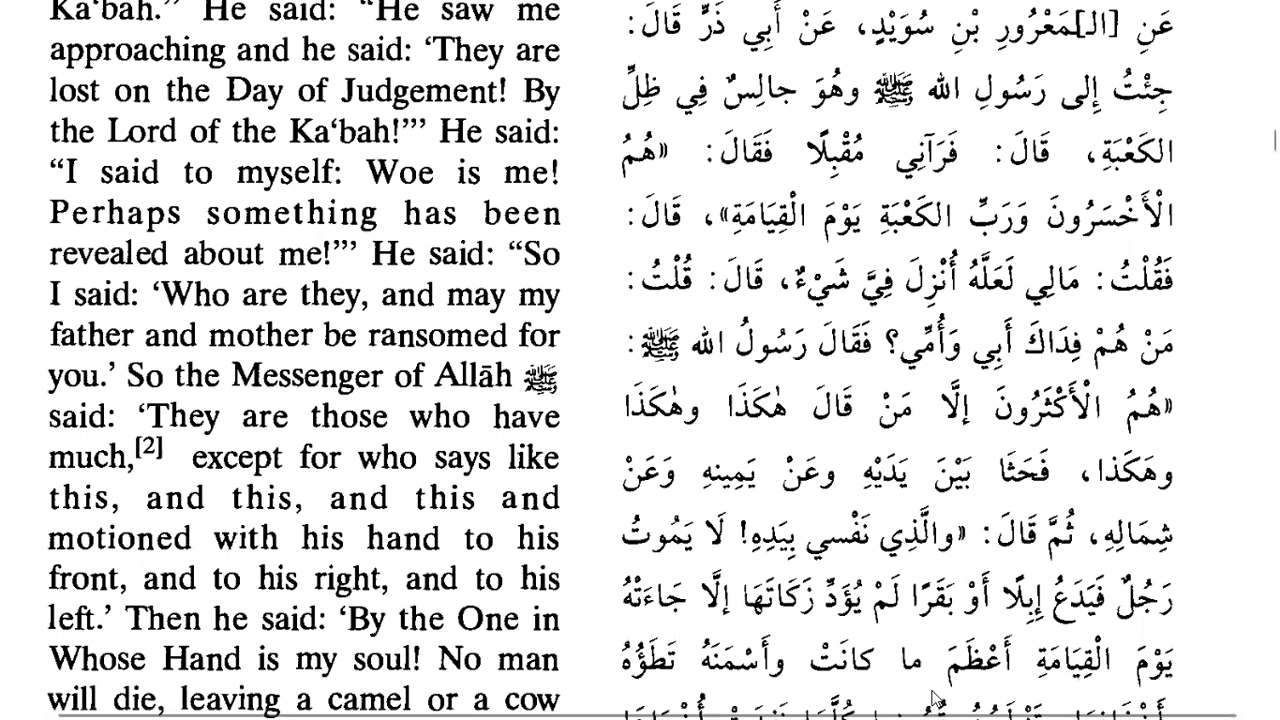 Ka‘bah.” He said: “He saw me
approaching and he said: ‘They are
lost on the Day of Judgement! By
the Lord of the Ka‘bah!’” He said:
“I said to myself: Woe is me!
Perhaps something has been
revealed about me!’” He said: “So
I said: ‘Who are they, and may my
father and mother be ransomed for
you.’ So the Messenger of Allāh ﷺ
said: ‘They are those who have
much,[2] except for who says like
this, and this, and this and
motioned with his hand to his
front, and to his right, and to his
left.’ Then he said: ‘By the One in
Whose Hand is my soul! No man
will die, leaving a camel or a cow
عَنِ [الـ]مَعْرُورِ بْنِ سُوَيْدٍ، عَنْ أَبِي ذَرٍّ قَالَ:
جِئْتُ إِلى رَسُولِ الله ﷺ وهُوَ جالِسٌ فِي ظِلِّ
الكَعْبَةِ، قَالَ: فَرَآنِي مُقْبِلًا فَقَالَ: «هُمُ
الْأَخْسَرُونَ وَرَبِّ الكَعْبَةِ يَوْمَ الْقِيَامَةِ»، قَالَ:
فَقُلْتُ: مَالِي لَعَلَّهُ أُنْزِلَ فِيَّ شَيْءٌ، قَالَ: قُلْتُ:
مَنْ هُمْ فِدَاكَ أَبِي وَأُمِّي؟ فَقَالَ رَسُولُ الله ﷺ:
«هُمُ الْأَكْثَرُونَ إلَّا مَنْ قَالَ هٰكَذَا وهٰكَذَا
وهَكَذا، فَحَثَا بَيْنَ يَدَيْهِ وعَنْ يَمِينِهِ وَعَنْ
شِمَالِهِ، ثُمَّ قَالَ: «والَّذِي نَفْسي بِيَدِهِ! لَا يَمُوتُ
رَجُلٌ فَيَدَعُ إِبِلًا أَوْ بَقَرًا لَمْ يُؤَدِّ زَكَاتَهَا إلَّا جَاءَتْهُ
يَوْمَ الْقِيَامَةِ أَعْظَمَ ما كانَتْ وأَسْمَنَهُ تَطَؤُهُ